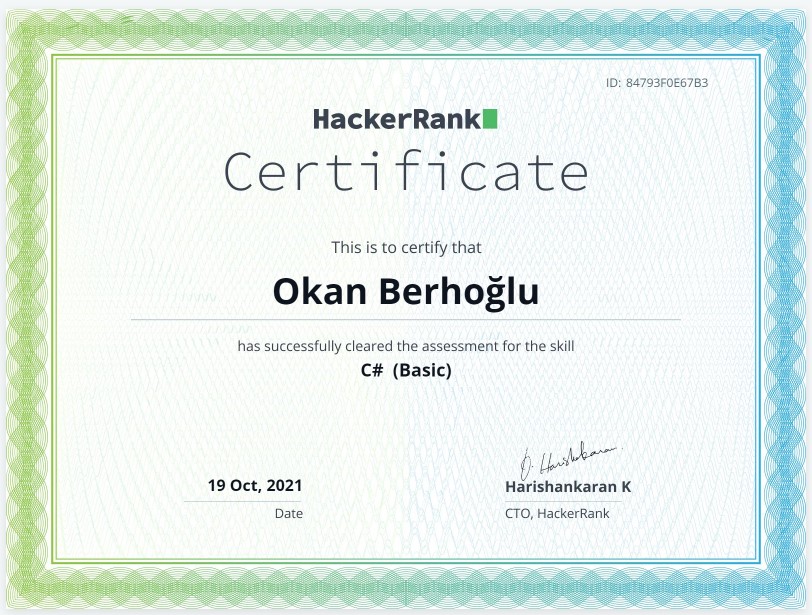 ID: 84793F0E67B3
HackerRank
Certificate
This is to certify that
Okan Berhoğlu
has successfully cleared the assessment for the skill
C# (Basic)
19 Oct, 2021
Date
Harishankaran K
CTO, HackerRank